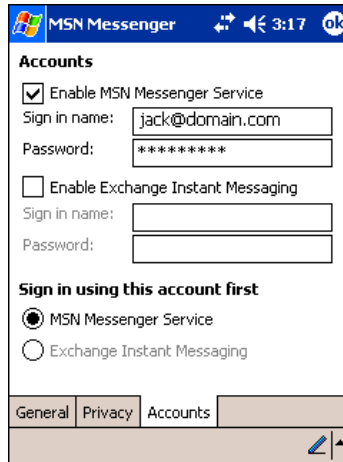 MSN Messenger 3:17 ok
Accounts
Enable MSN Messenger Service
Sign in name: jack@domain.com
Password: *********
Enable Exchange Instant Messaging
Sign in name:
Password:
Sign in using this account first
MSN Messenger Service
Exchange Instant Messaging
General Privacy Accounts